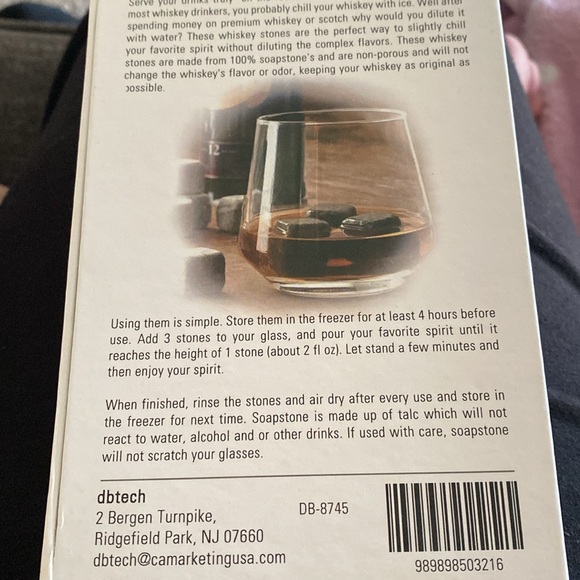 Serve your drinks truly
most whiskey drinkers, you probably chill your whiskey with ice. Well after
spending money on premium whiskey or scotch why would you dilute it
with water? These whiskey stones are the perfect way to slightly chill
your favorite spirit without diluting the complex flavors. These whiskey
stones are made from 100% soapstone's and are non-porous and will not
change the whiskey's flavor or odor, keeping your whiskey as original as
possible.
12
Using them is simple. Store them in the freezer for at least 4 hours before
use. Add 3 stones to your glass, and pour your favorite spirit until it
reaches the height of 1 stone (about 2 fl oz). Let stand a few minutes and
then enjoy your spirit.
When finished, rinse the stones and air dry after every use and store in
the freezer for next time. Soapstone is made up of talc which will not
react to water, alcohol and or other drinks. If used with care, soapstone
will not scratch your glasses.
dbtech
2 Bergen Turnpike,
Ridgefield Park, NJ 07660
dbtech@camarketingusa.com
DB-8745
989898503216